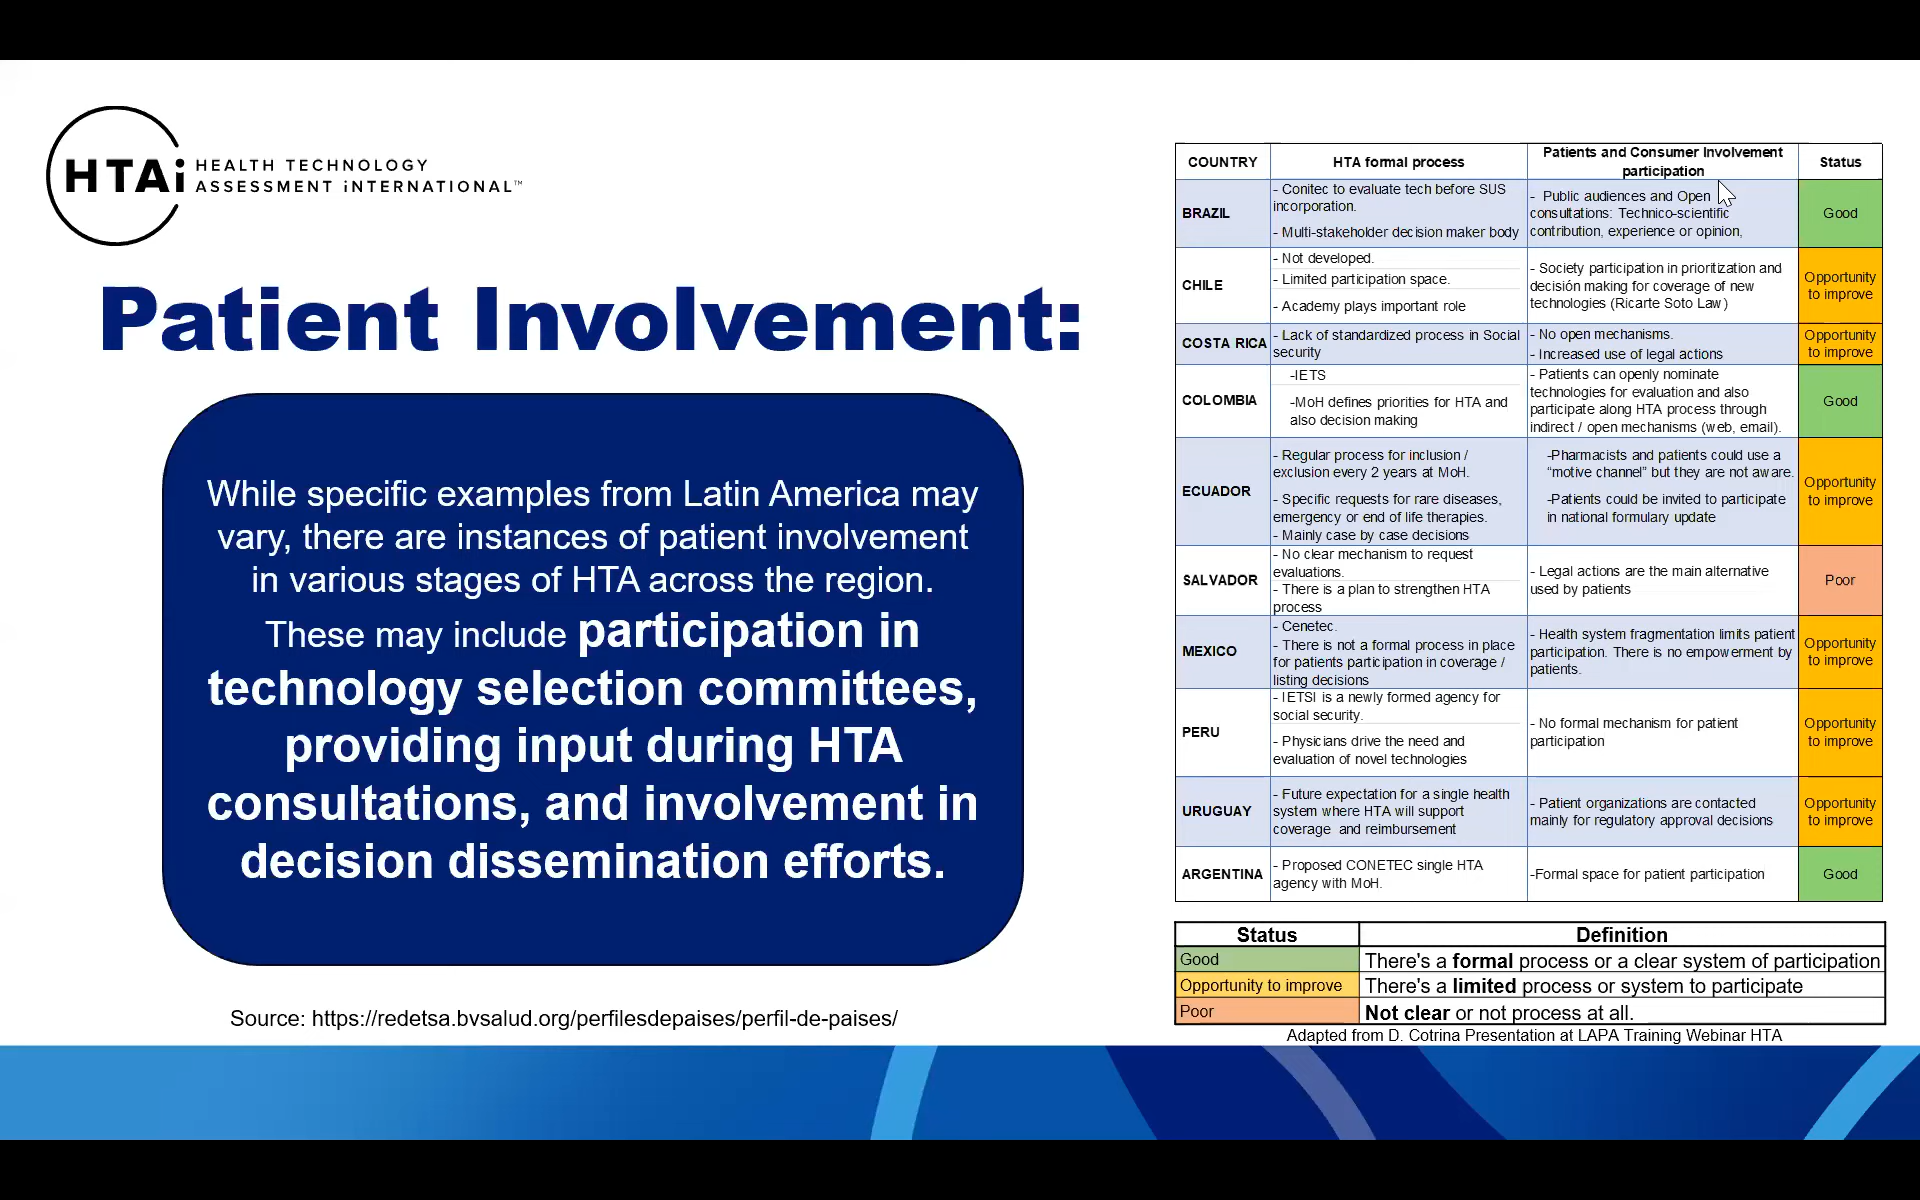 HTAi HEALTH TECHNOLOGY
ASSESSMENT iNTERNATIONAL™
Patient Involvement:
While specific examples from Latin America may
vary, there are instances of patient involvement
in various stages of HTA across the region.
These may include participation in
technology selection committees,
providing input during HTA
consultations, and involvement in
decision dissemination efforts.
Source: https://redetsa.bvsalud.org/perfilesdepaises/perfil-de-paises/
COUNTRY
HTA formal process
Patients and Consumer Involvement
participation
Status
BRAZIL
- Conitec to evaluate tech before SUS
incorporation.
- Multi-stakeholder decision maker body
- Public audiences and Open
consultations: Technico-scientific
contribution, experience or opinion,
Good
CHILE
- Not developed.
- Limited participation space.
- Academy plays important role
- Society participation in prioritization and
decisión making for coverage of new
technologies (Ricarte Soto Law)
Opportunity
to improve
COSTA RICA
- Lack of standardized process in Social
security
- No open mechanisms.
- Increased use of legal actions
Opportunity
to improve
COLOMBIA
-IETS
-MoH defines priorities for HTA and
also decision making
- Patients can openly nominate
technologies for evaluation and also
participate along HTA process through
indirect / open mechanisms (web, email).
Good
ECUADOR
- Regular process for inclusion /
exclusion every 2 years at MoH.
- Specific requests for rare diseases,
emergency or end of life therapies.
- Mainly case by case decisions
-Pharmacists and patients could use a
“motive channel” but they are not aware.
-Patients could be invited to participate
in national formulary update
Opportunity
to improve
SALVADOR
- No clear mechanism to request
evaluations.
- There is a plan to strengthen HTA
process
- Legal actions are the main alternative
used by patients
Poor
MEXICO
- Cenetec.
- There is not a formal process in place
for patients participation in coverage /
listing decisions
- Health system fragmentation limits patient
participation. There is no empowerment by
patients.
Opportunity
to improve
PERU
- IETSI is a newly formed agency for
social security.
- Physicians drive the need and
evaluation of novel technologies
- No formal mechanism for patient
participation
Opportunity
to improve
URUGUAY
- Future expectation for a single health
system where HTA will support
coverage and reimbursement
- Patient organizations are contacted
mainly for regulatory approval decisions
Opportunity
to improve
ARGENTINA
- Proposed CONETEC single HTA
agency with MoH.
-Formal space for patient participation
Good
Status
Definition
Good
There's a formal process or a clear system of participation
Opportunity to improve
There's a limited process or system to participate
Poor
Not clear or not process at all.
Adapted from D. Cotrina Presentation at LAPA Training Webinar HTA